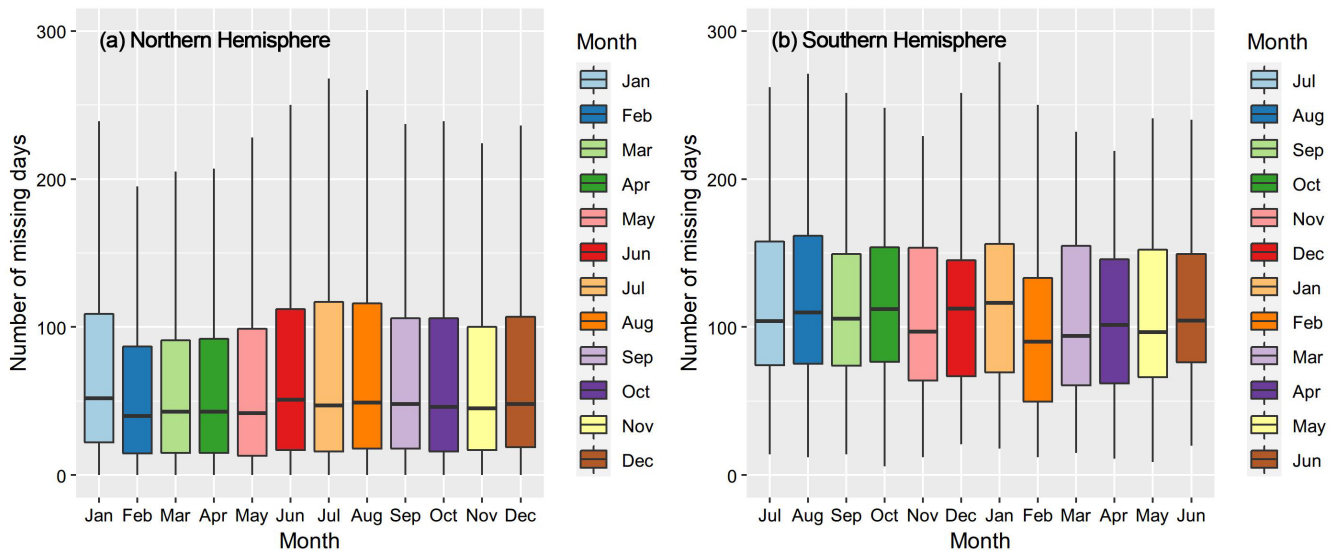 (a) Northern Hemisphere
Number of missing days
300
200
100
0
Jan Feb Mar Apr May Jun Jul Aug Sep Oct Nov Dec
Month
Month
Jan
Feb
Mar
Apr
May
Jun
Jul
Aug
Sep
Oct
Nov
Dec
(b) Southern Hemisphere
Number of missing days
300
200
100
0
Jul Aug Sep Oct Nov Dec Jan Feb Mar Apr May Jun
Month
Month
Jul
Aug
Sep
Oct
Nov
Dec
Jan
Feb
Mar
Apr
May
Jun